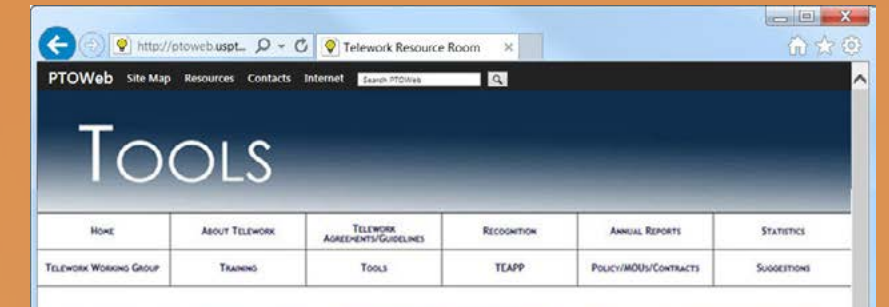 http://ptoweb.uspt... Telework Resource Room
PTOWeb Site Map Resources Contacts Internet Search PTOWeb
TOOLS
HOME ABOUT TELEWORK TELEWORK AGREEMENTS/GUIDELINES RECOGNITION ANNUAL REPORTS STATISTICS
TELEWORK WORKING GROUP TRAINING TOOLS TEAPP POLICY/MOUS/CONTRACTS SUGGESTIONS